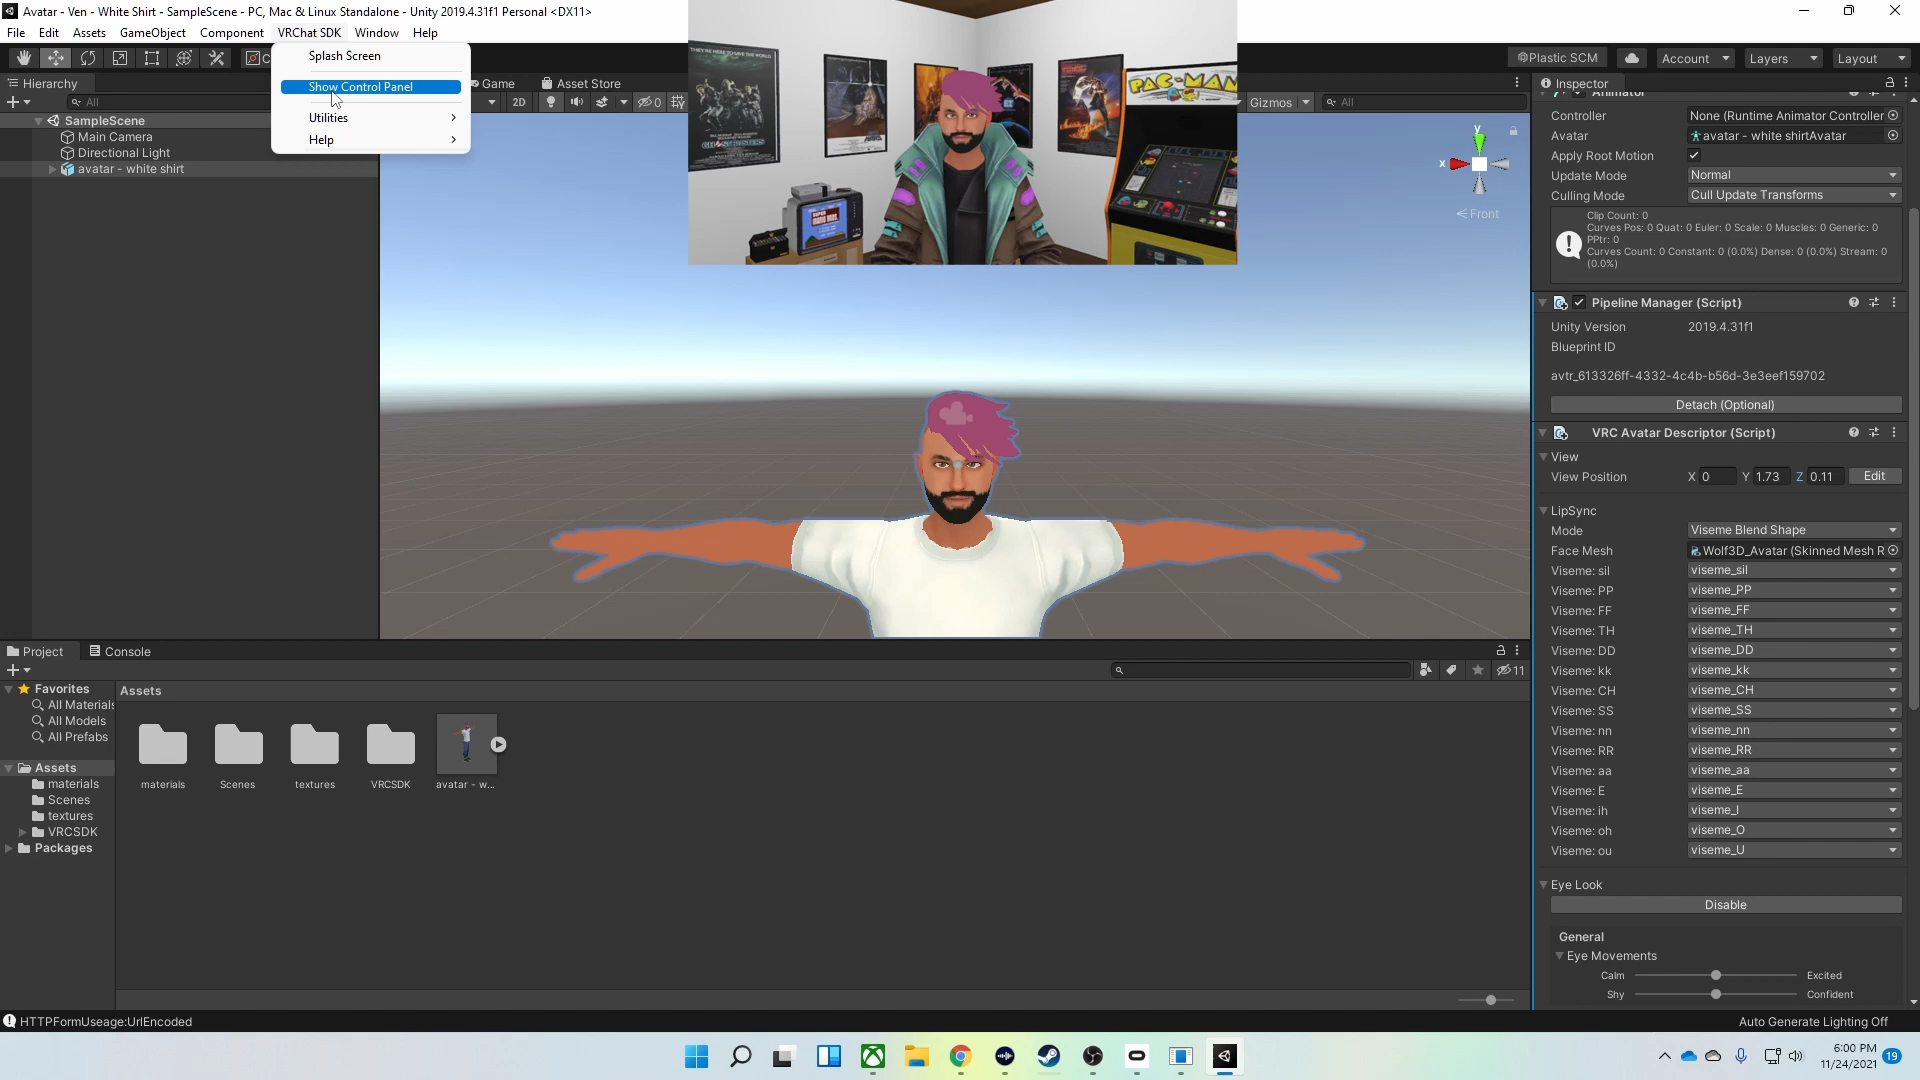 Avatar - Ven - White Shirt - SampleScene - PC, Mac & Linux Standalone - Unity 2019.4.31f1 Personal <DX11>
File Edit Assets GameObject Component VRChat SDK Window Help
Splash Screen
Show Control Panel
Utilities
Help
Plastic SCM
Account
Layers
Layout
Hierarchy
All
SampleScene
Main Camera
Directional Light
avatar - white shirt
Game
Asset Store
2D
0
Gizmos
All
GHOSTBUSTERS
SUPER
MARIO BROS.
PAC-MAN
y
x
Front
Inspector
Animator
Controller None (Runtime Animator Controller
Avatar avatar - white shirtAvatar
Apply Root Motion
Update Mode Normal
Culling Mode Cull Update Transforms
Clip Count: 0
Curves Pos: 0 Quat: 0 Euler: 0 Scale: 0 Muscles: 0 Generic: 0
PPtr: 0
Curves Count: 0 Constant: 0 (0.0%) Dense: 0 (0.0%) Stream: 0
(0.0%)
Pipeline Manager (Script)
Unity Version 2019.4.31f1
Blueprint ID
avtr_613326ff-4332-4c4b-b56d-3e3eef159702
Detach (Optional)
VRC Avatar Descriptor (Script)
View
View Position X 0 Y 1.73 Z 0.11 Edit
LipSync
Mode Viseme Blend Shape
Face Mesh Wolf3D_Avatar (Skinned Mesh R
Viseme: sil viseme_sil
Viseme: PP viseme_PP
Viseme: FF viseme_FF
Viseme: TH viseme_TH
Viseme: DD viseme_DD
Viseme: kk viseme_kk
Viseme: CH viseme_CH
Viseme: SS viseme_SS
Viseme: nn viseme_nn
Viseme: RR viseme_RR
Viseme: aa viseme_aa
Viseme: E viseme_E
Viseme: ih viseme_I
Viseme: oh viseme_O
Viseme: ou viseme_U
Eye Look
Disable
General
Eye Movements
Calm Excited
Shy Confident
Project
Console
11
Favorites
All Materials
All Models
All Prefabs
Assets
materials
Scenes
textures
VRCSDK
Packages
Assets
materials
Scenes
textures
VRCSDK
avatar - w...
HTTPFormUseage:UrlEncoded
Auto Generate Lighting Off
6:00 PM
11/24/2021
19